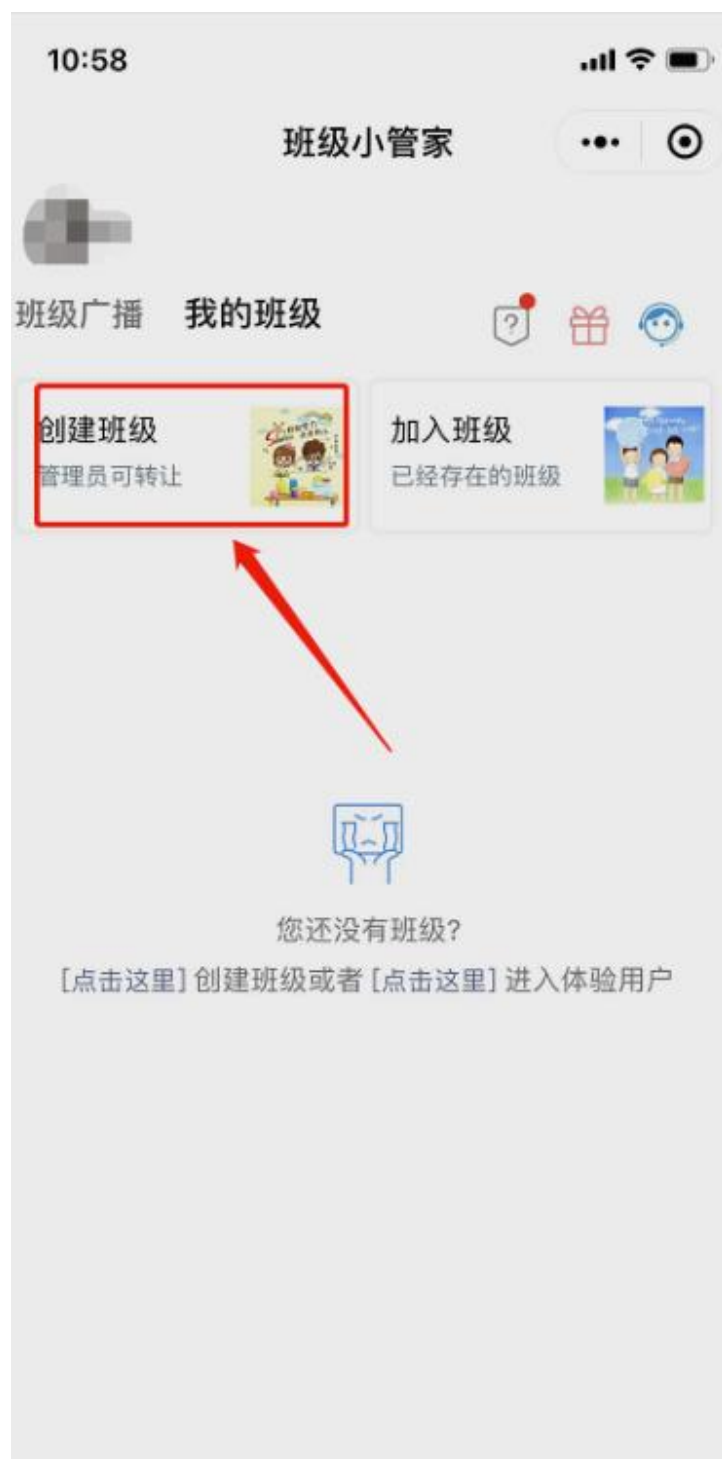 10:58
班级小管家
班级广播 我的班级
创建班级
管理员可转让
加入班级
已经存在的班级
您还没有班级?
[点击这里] 创建班级或者 [点击这里] 进入体验用户